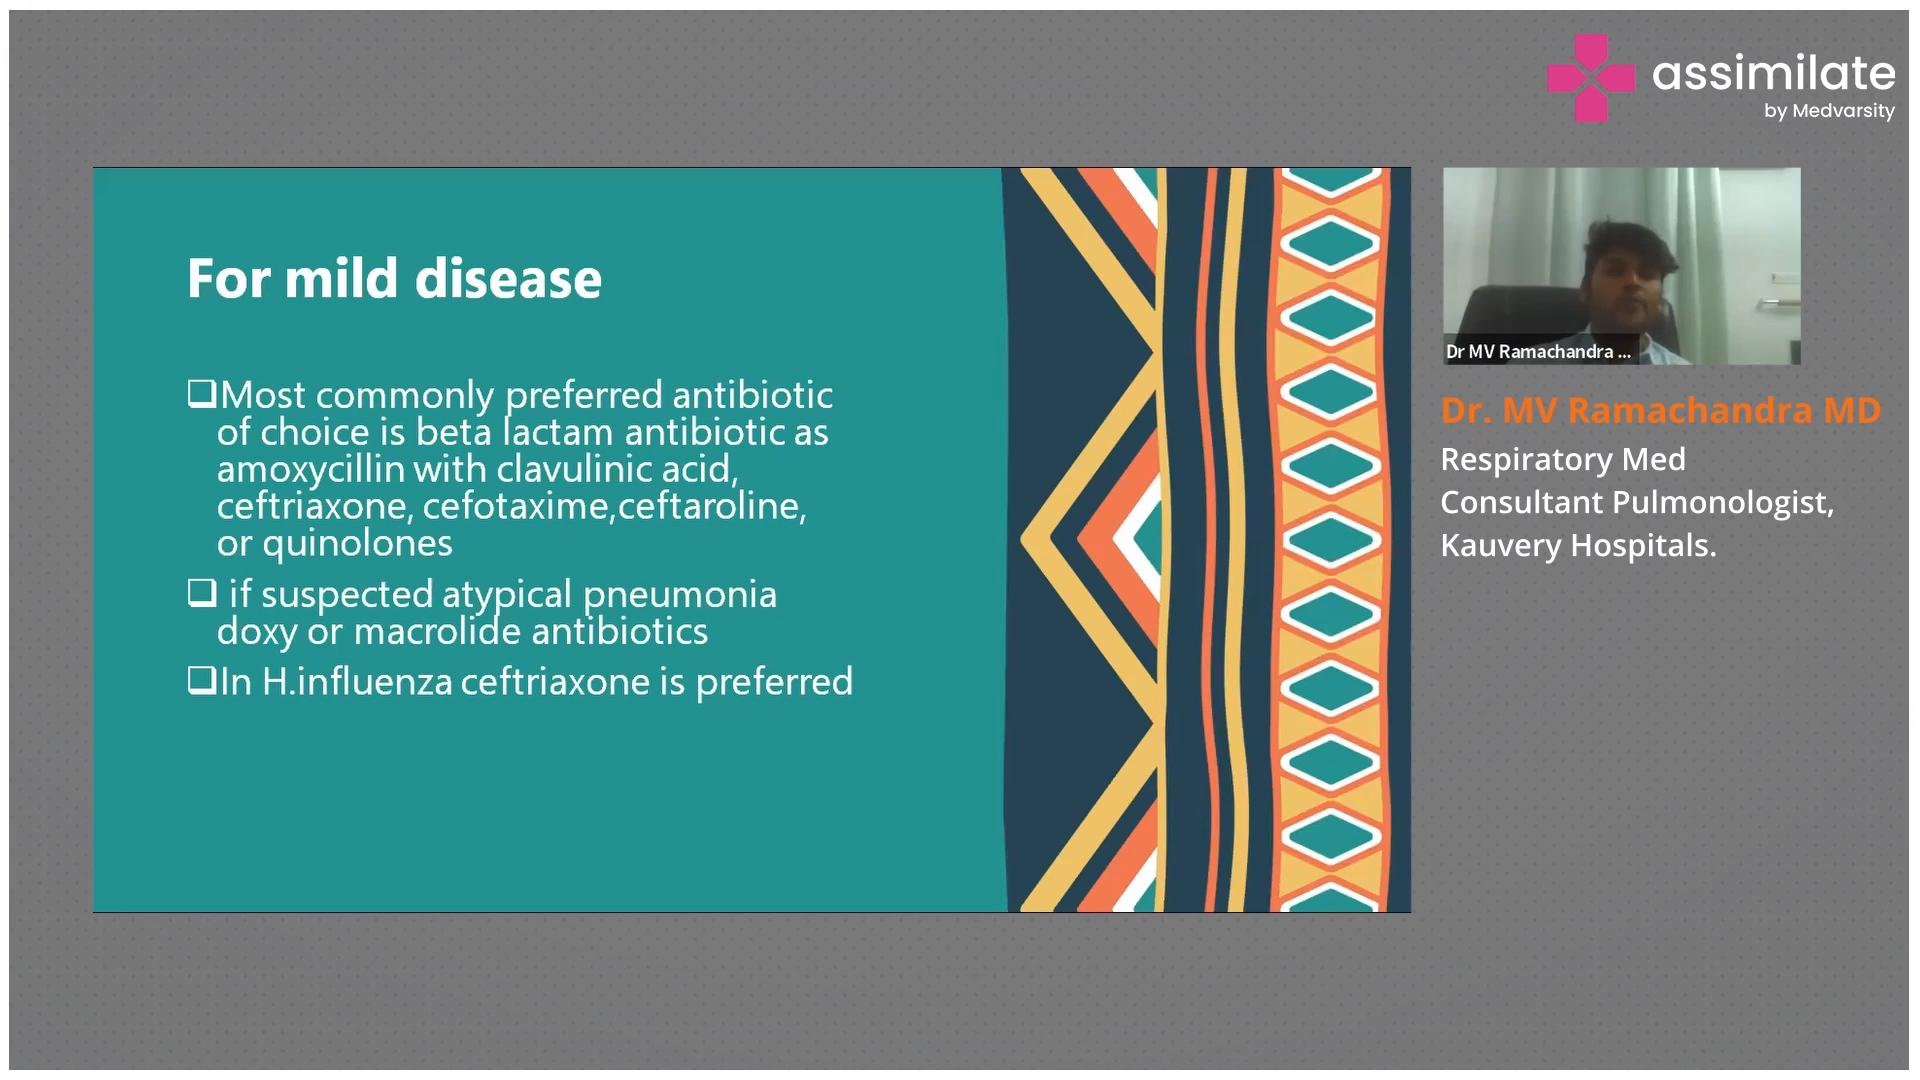 assimilate
by Medvarsity
For mild disease
❑Most commonly preferred antibiotic
of choice is beta lactam antibiotic as
amoxycillin with clavulinic acid,
ceftriaxone, cefotaxime,ceftaroline,
or quinolones
❑ if suspected atypical pneumonia
doxy or macrolide antibiotics
❑In H.influenza ceftriaxone is preferred
Dr MV Ramachandra ...
Dr. MV Ramachandra MD
Respiratory Med
Consultant Pulmonologist,
Kauvery Hospitals.